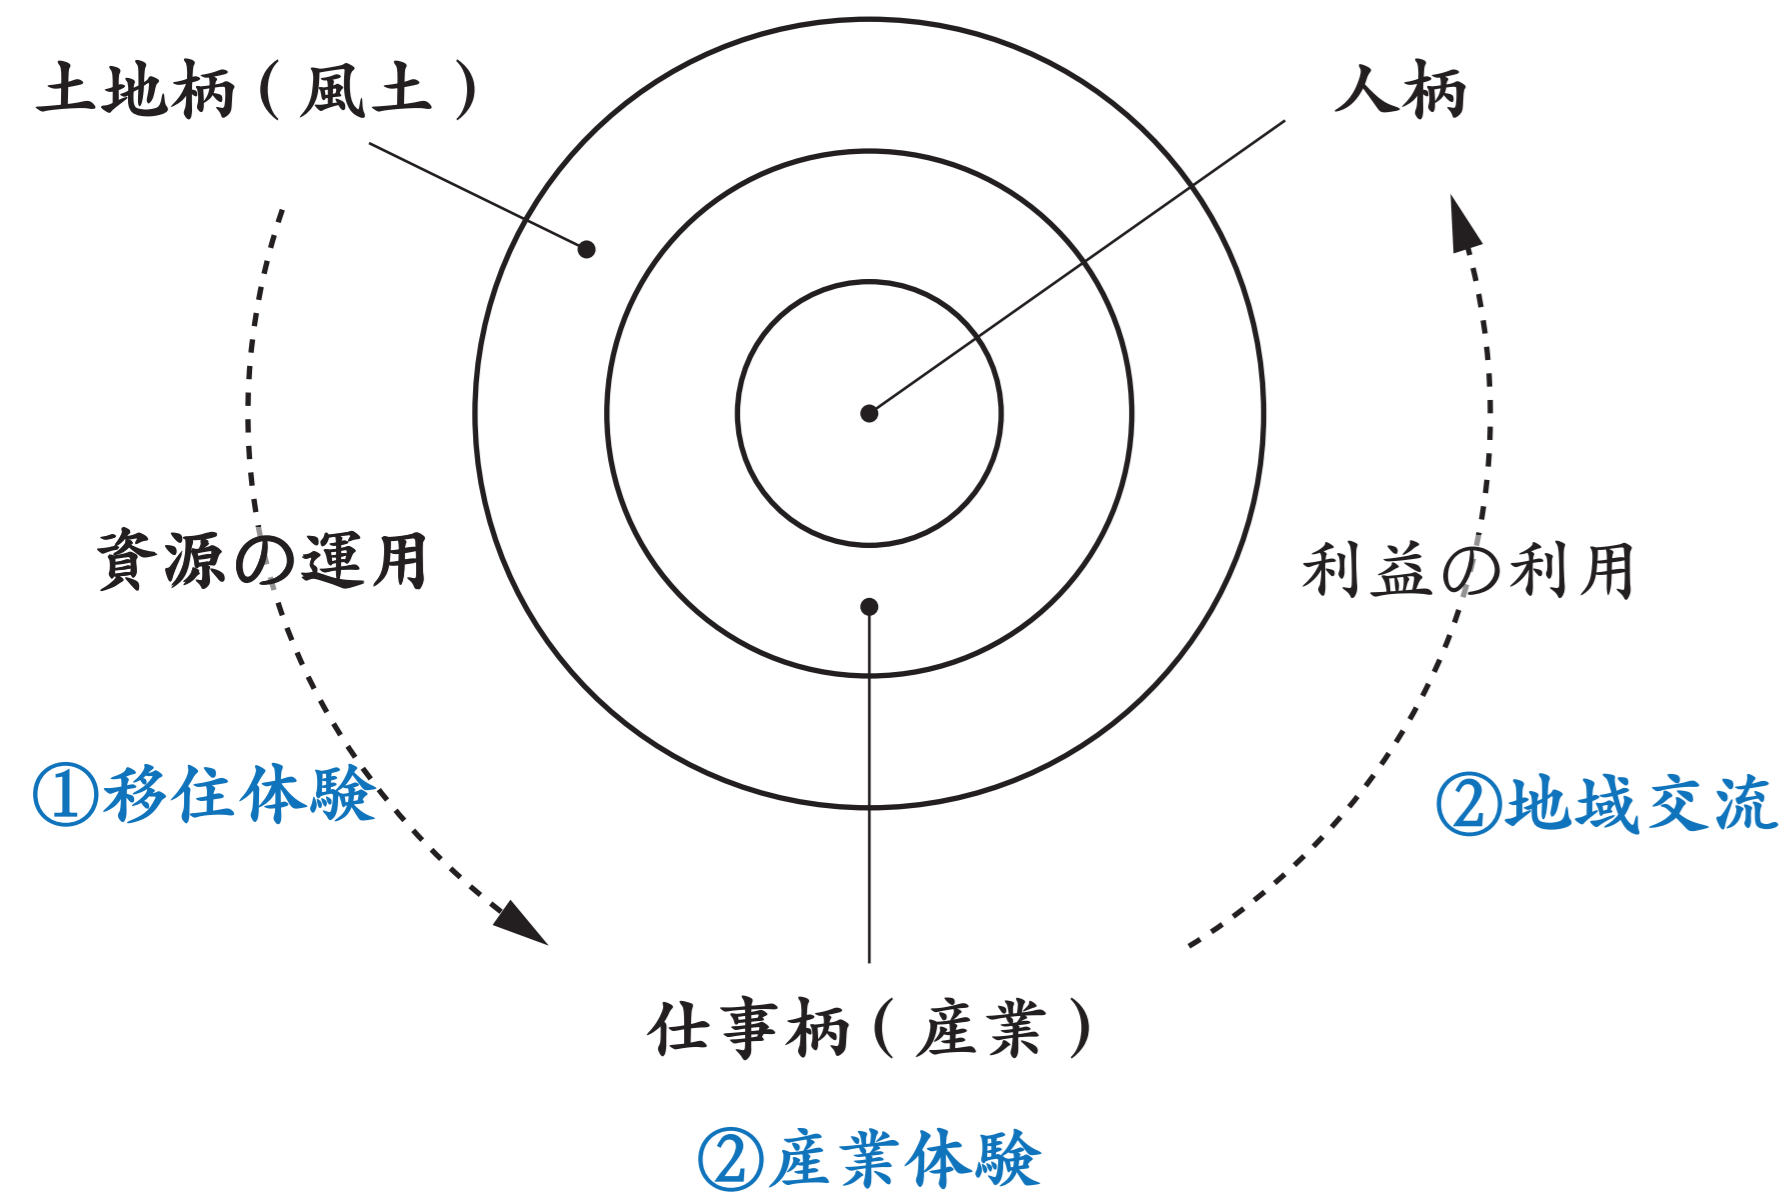 土地柄(風土)
人柄
資源の運用
利益の利用
①移住体験
②地域交流
仕事柄(産業)
②産業体験